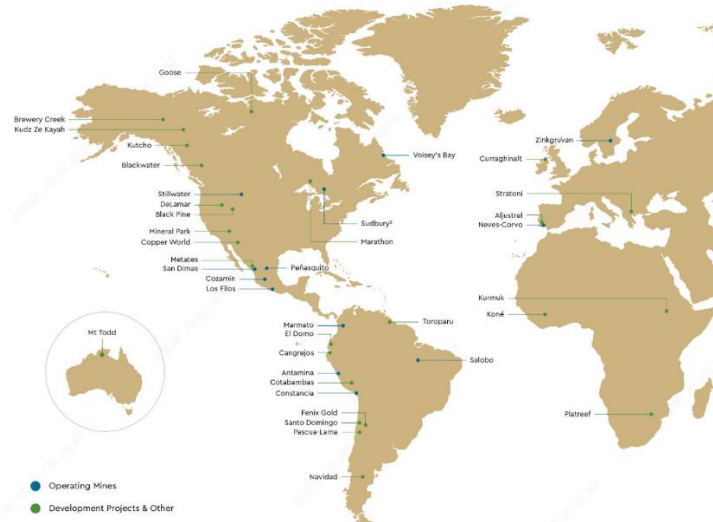 Goose
Brewery Creek
Kudz Ze Kayah
Kutcho
Blackwater
Voisey's Bay
Stillwater
DeLamar
Black Pine
Sudbury²
Mineral Park
Copper World
Marathon
Metates
San Dimas
Peñasquito
Cozamin
Los Filos
Zinkgruvan
Curraghinalt
Stratoni
Aljustrel
Neves-Corvo
Kurmuk
Koné
Platreef
Mt Todd
Marmato
El Domo
Toroparu
Cangrejos
Salobo
Antamina
Cotabambas
Constancia
Fenix Gold
Santo Domingo
Pascua-Lama
Navidad
Operating Mines
Development Projects & Other